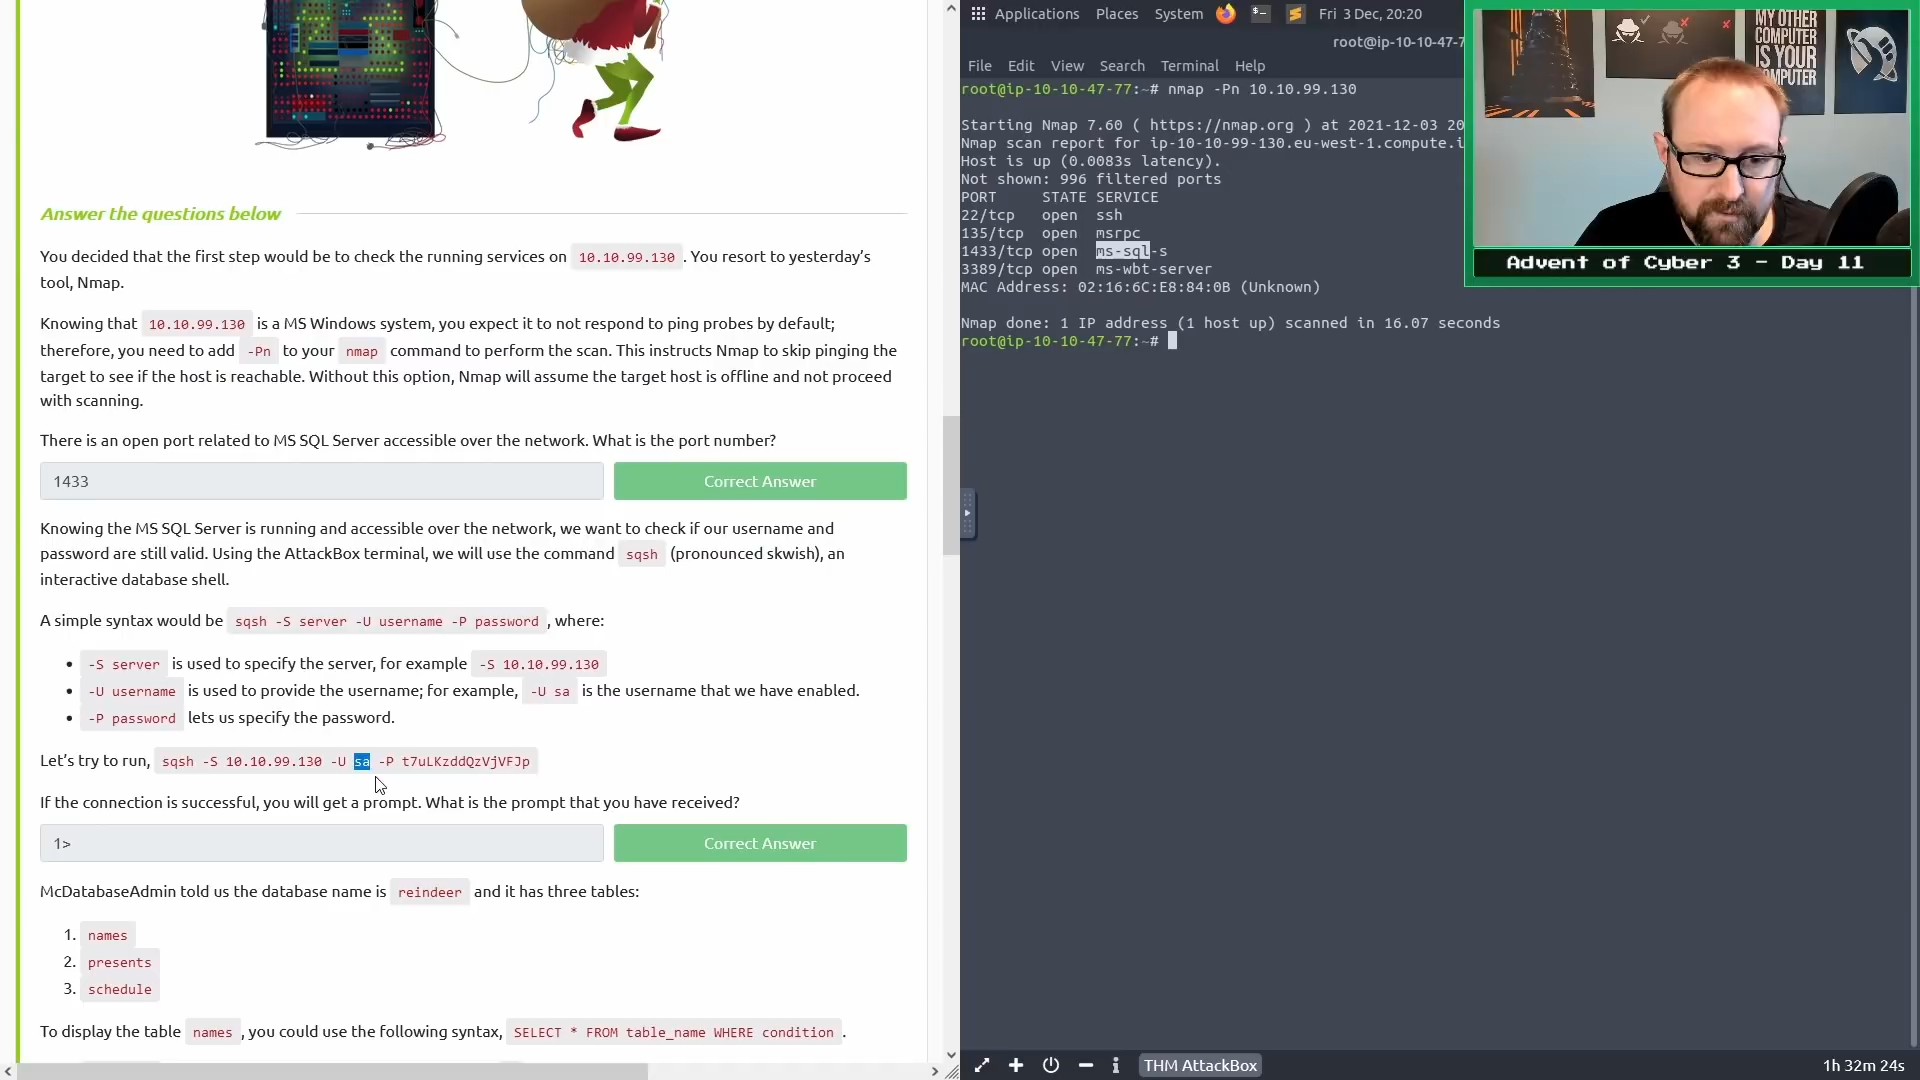 Answer the questions below
You decided that the first step would be to check the running services on 10.10.99.130. You resort to yesterday's
tool, Nmap.
Knowing that 10.10.99.130 is a MS Windows system, you expect it to not respond to ping probes by default;
therefore, you need to add -Pn to your nmap command to perform the scan. This instructs Nmap to skip pinging the
target to see if the host is reachable. Without this option, Nmap will assume the target host is offline and not proceed
with scanning.
There is an open port related to MS SQL Server accessible over the network. What is the port number?
1433
Correct Answer
Knowing the MS SQL Server is running and accessible over the network, we want to check if our username and
password are still valid. Using the AttackBox terminal, we will use the command sqsh (pronounced skwish), an
interactive database shell.
A simple syntax would be sqsh -S server -U username -P password, where:
• -S server is used to specify the server, for example -S 10.10.99.130
• -U username is used to provide the username; for example, -U sa is the username that we have enabled.
• -P password lets us specify the password.
Let's try to run, sqsh -S 10.10.99.130 -U sa -P t7uLKzddQzVjVFJp
If the connection is successful, you will get a prompt. What is the prompt that you have received?
1>
Correct Answer
McDatabaseAdmin told us the database name is reindeer and it has three tables:
1. names
2. presents
3. schedule
To display the table names, you could use the following syntax, SELECT * FROM table_name WHERE condition.
Applications Places System Fri 3 Dec, 20:20
root@ip-10-10-47-7
File Edit View Search Terminal Help
root@ip-10-10-47-77:~# nmap -Pn 10.10.99.130
Starting Nmap 7.60 ( https://nmap.org ) at 2021-12-03 20
Nmap scan report for ip-10-10-99-130.eu-west-1.compute.i
Host is up (0.0083s latency).
Not shown: 996 filtered ports
PORT STATE SERVICE
22/tcp open ssh
135/tcp open msrpc
1433/tcp open ms-sql-s
3389/tcp open ms-wbt-server
MAC Address: 02:16:6C:E8:84:0B (Unknown)
Nmap done: 1 IP address (1 host up) scanned in 16.07 seconds
root@ip-10-10-47-77:~#
MY OTHER
COMPUTER
IS YOUR
COMPUTER
Advent of Cyber 3 - Day 11
THM AttackBox
1h 32m 24s